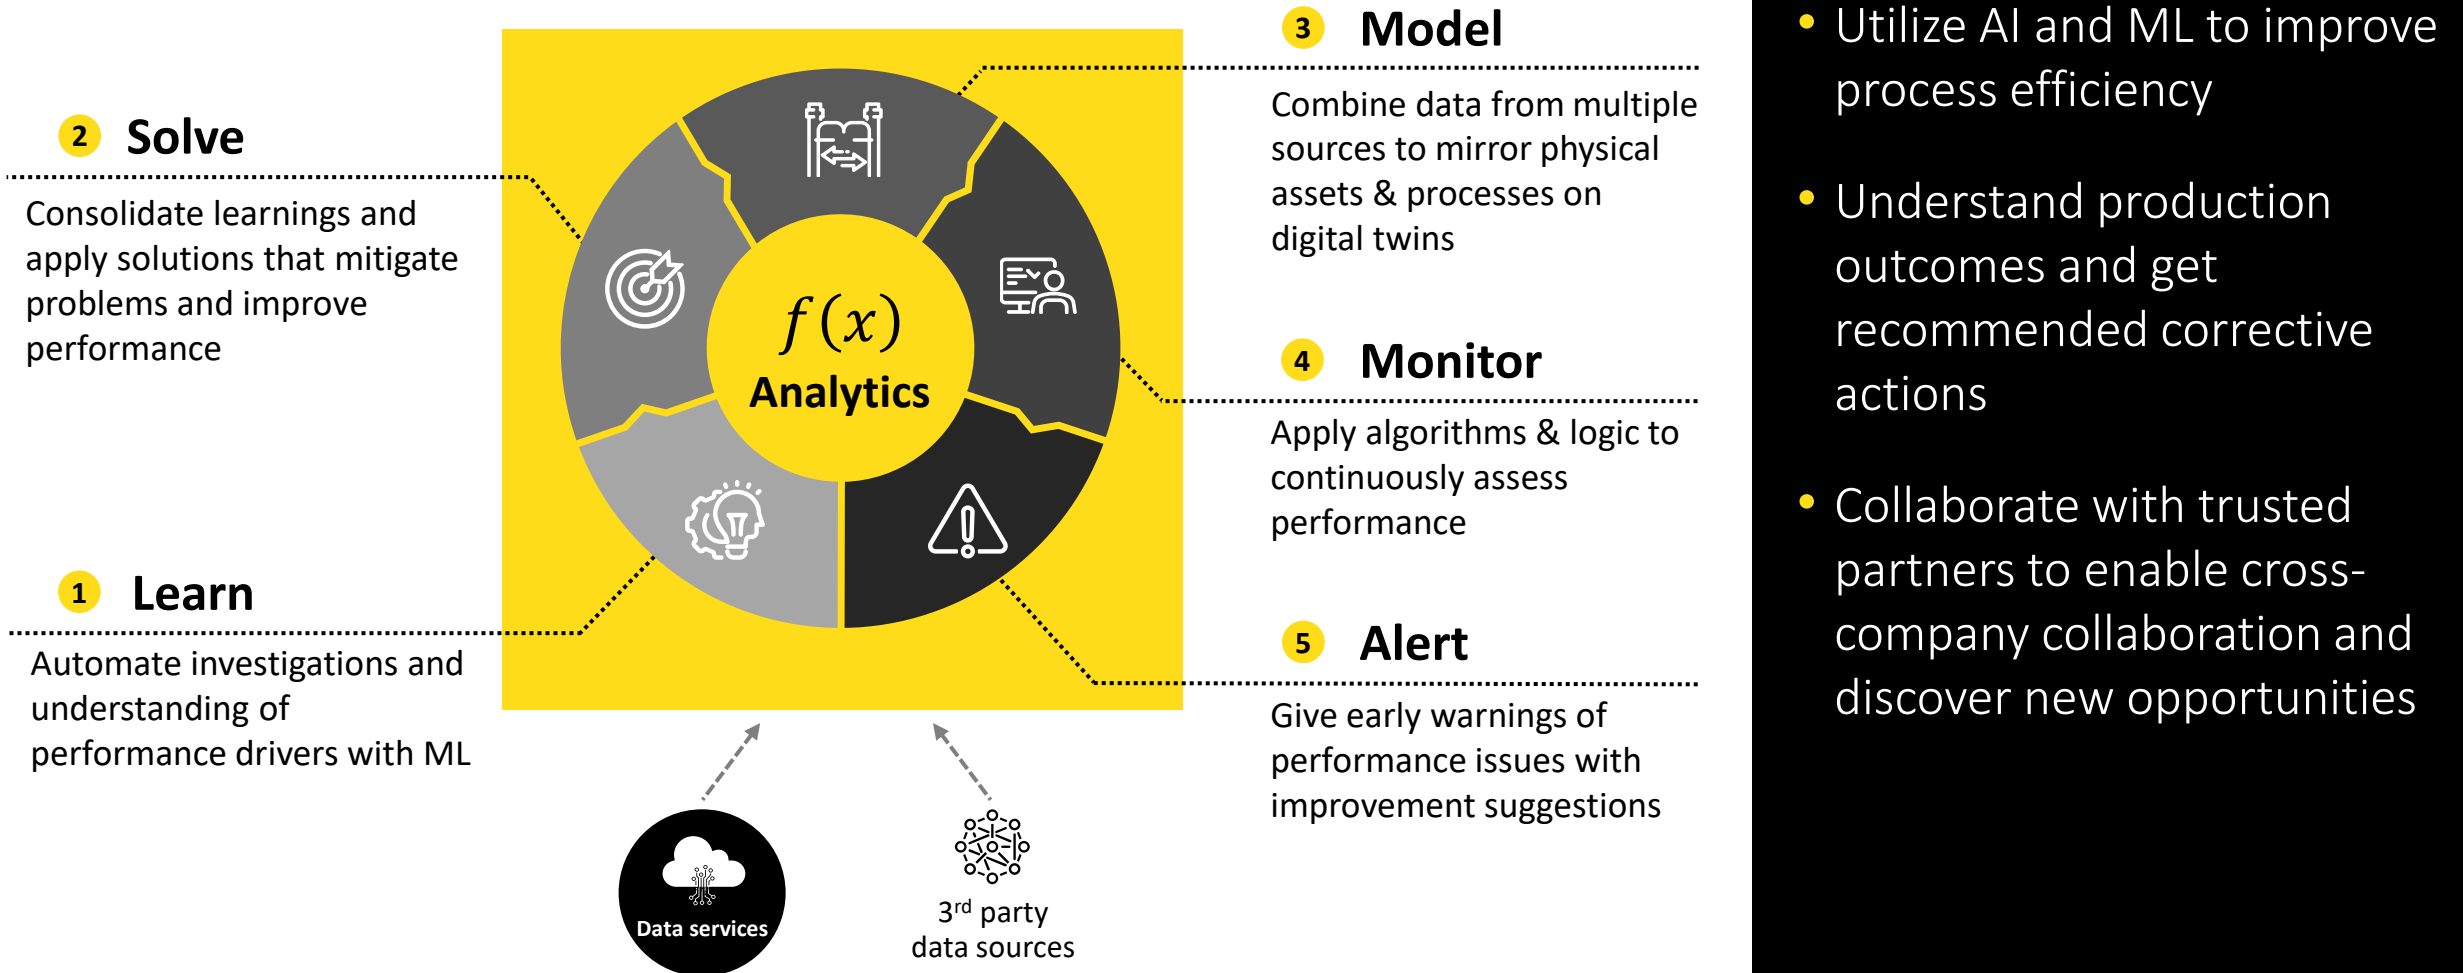 2 Solve
Consolidate learnings and
apply solutions that mitigate
problems and improve
performance
1 Learn
Automate investigations and
understanding of
performance drivers with ML
f(x)
Analytics
Data services
3rd party
data sources
3 Model
Combine data from multiple
sources to mirror physical
assets & processes on
digital twins
4 Monitor
Apply algorithms & logic to
continuously assess
performance
5 Alert
Give early warnings of
performance issues with
improvement suggestions
• Utilize AI and ML to improve
process efficiency
• Understand production
outcomes and get
recommended corrective
actions
• Collaborate with trusted
partners to enable cross-
company collaboration and
discover new opportunities